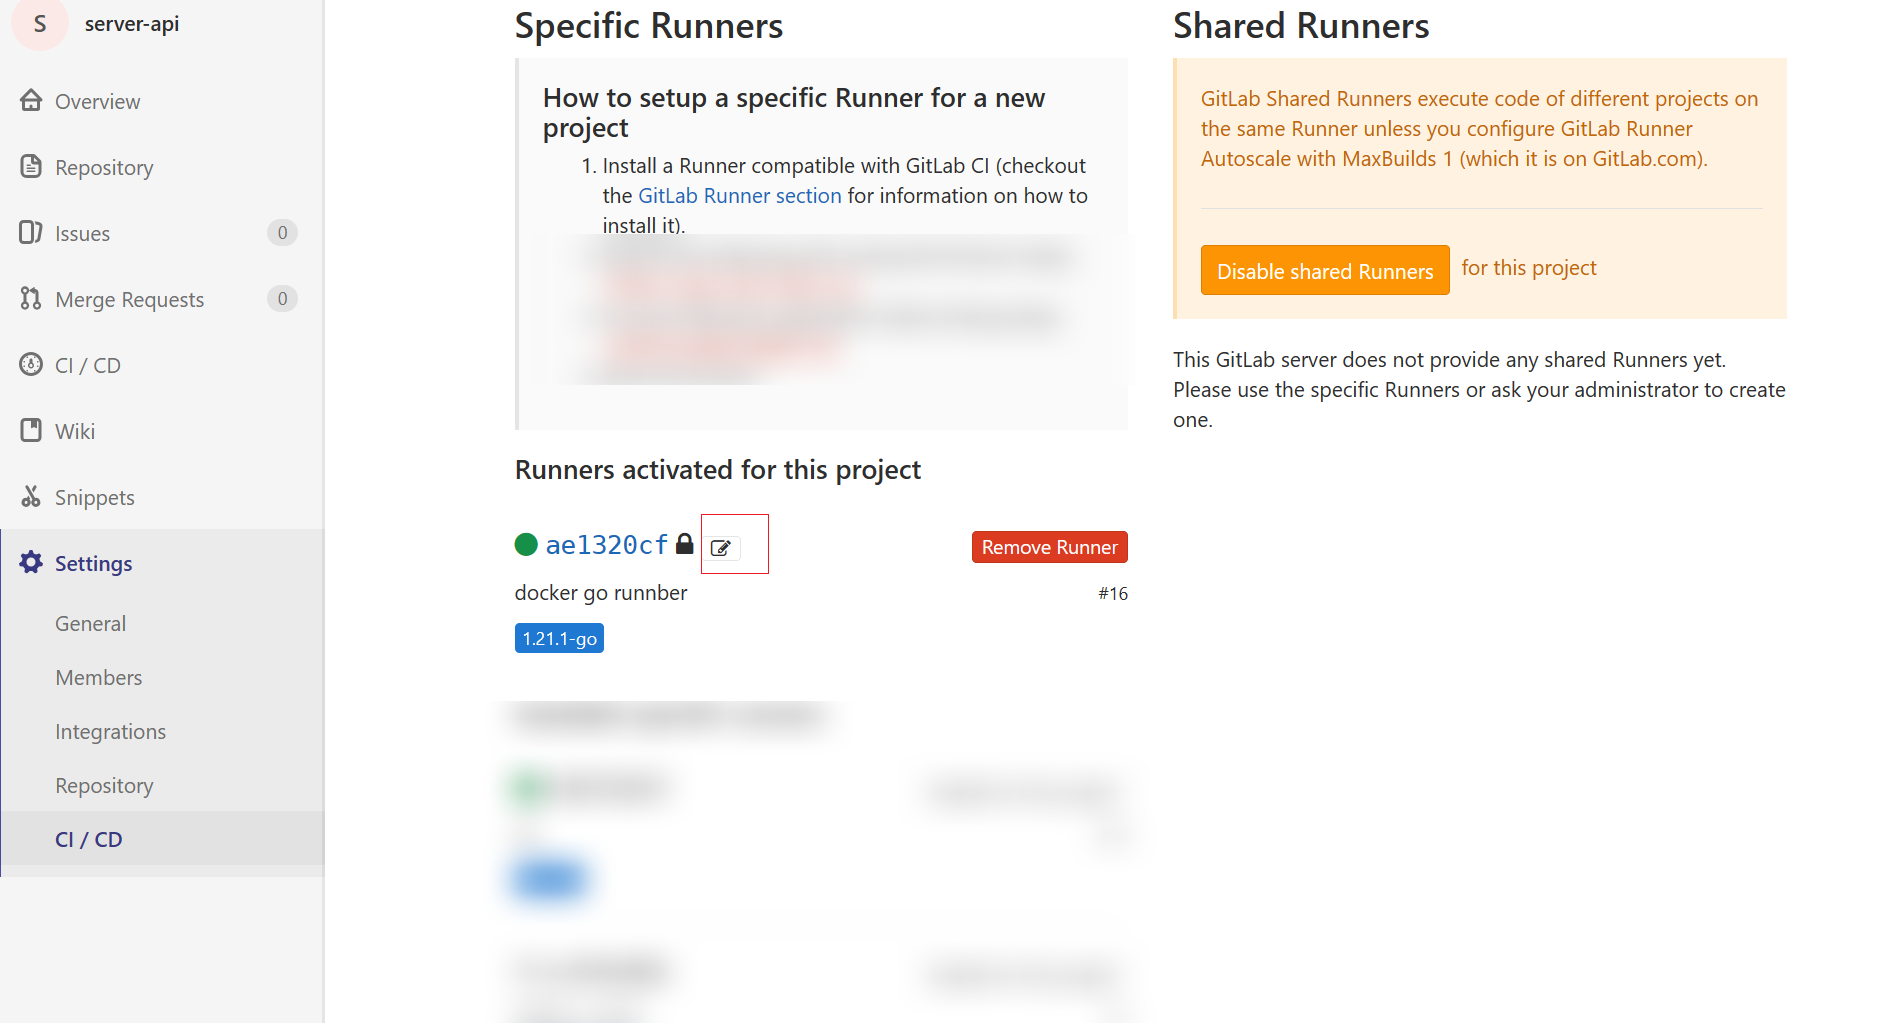 S server-api
Overview
Repository
Issues 0
Merge Requests 0
CI / CD
Wiki
Snippets
Settings
General
Members
Integrations
Repository
CI / CD
Specific Runners
How to setup a specific Runner for a new
project
1. Install a Runner compatible with GitLab CI (checkout
the GitLab Runner section for information on how to
install it).
Runners activated for this project
ae1320cf
Remove Runner
docker go runnber
#16
1.21.1-go
Shared Runners
GitLab Shared Runners execute code of different projects on
the same Runner unless you configure GitLab Runner
Autoscale with MaxBuilds 1 (which it is on GitLab.com).
Disable shared Runners for this project
This GitLab server does not provide any shared Runners yet.
Please use the specific Runners or ask your administrator to create
one.